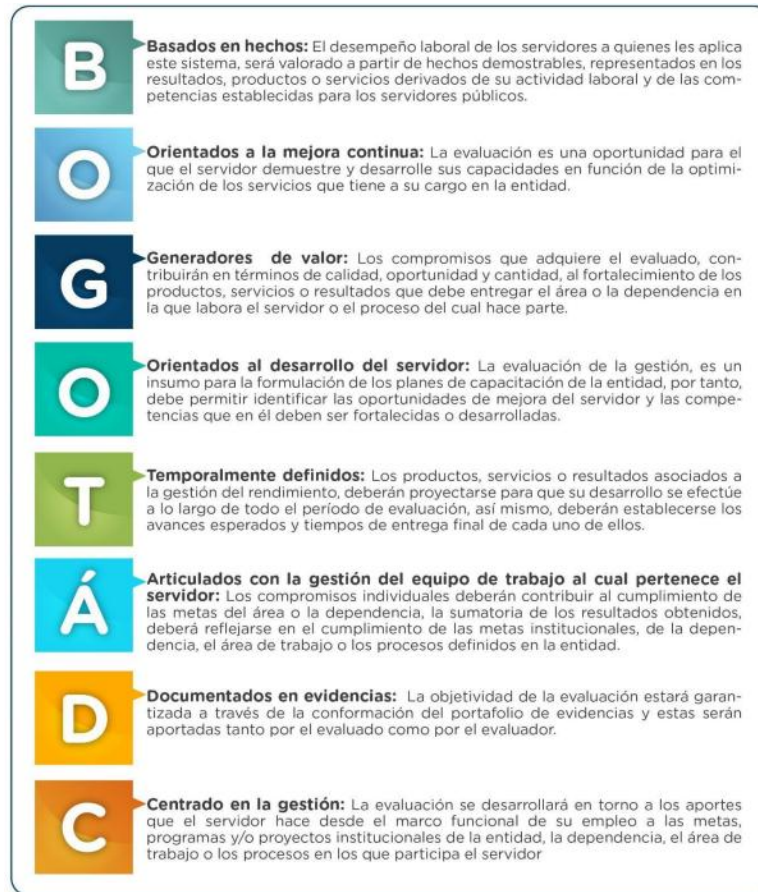 B
Basados en hechos: El desempeño laboral de los servidores a quienes les aplica
este sistema, será valorado a partir de hechos demostrables, representados en los
resultados, productos o servicios derivados de su actividad laboral y de las com-
petencias establecidas para los servidores públicos.
O
Orientados a la mejora continua: La evaluación es una oportunidad para el
que el servidor demuestre y desarrolle sus capacidades en función de la optimi-
zación de los servicios que tiene a su cargo en la entidad.
G
Generadores de valor: Los compromisos que adquiere el evaluado, con-
tribuirán en términos de calidad, oportunidad y cantidad, al fortalecimiento de los
productos, servicios o resultados que debe entregar el área o la dependencia en
la que labora el servidor o el proceso del cual hace parte.
O
Orientados al desarrollo del servidor: La evaluación de la gestión, es un
insumo para la formulación de los planes de capacitación de la entidad, por tanto,
debe permitir identificar las oportunidades de mejora del servidor y las compe-
tencias que en él deben ser fortalecidas o desarrolladas.
T
Temporalmente definidos: Los productos, servicios o resultados asociados a
la gestión del rendimiento, deberán proyectarse para que su desarrollo se efectúe
a lo largo de todo el período de evaluación, así mismo, deberán establecerse los
avances esperados y tiempos de entrega final de cada uno de ellos.
Á
Articulados con la gestión del equipo de trabajo al cual pertenece el
servidor: Los compromisos individuales deberán contribuir al cumplimiento de
las metas del área o la dependencia, la sumatoria de los resultados obtenidos,
deberá reflejarse en el cumplimiento de las metas institucionales, de la depen-
dencia, el área de trabajo o los procesos definidos en la entidad.
D
Documentados en evidencias: La objetividad de la evaluación estará garan-
tizada a través de la conformación del portafolio de evidencias y estas serán
aportadas tanto por el evaluado como por el evaluador.
C
Centrado en la gestión: La evaluación se desarrollará en torno a los aportes
que el servidor hace desde el marco funcional de su empleo a las metas,
programas y/o proyectos institucionales de la entidad, la dependencia, el área de
trabajo o los procesos en los que participa el servidor